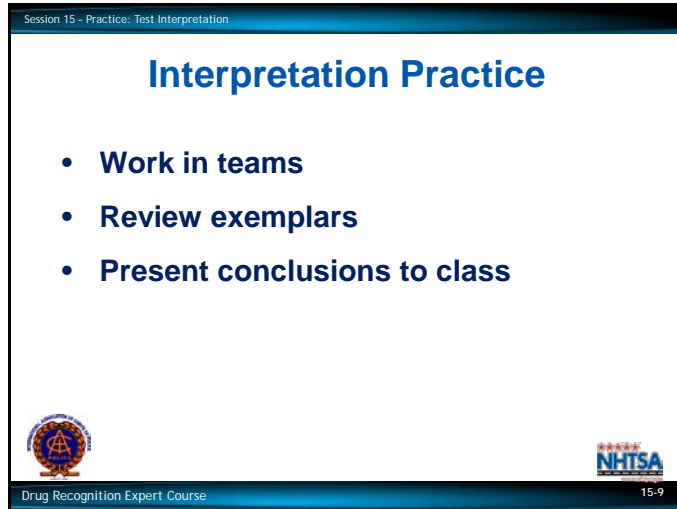 Session 15 - Practice: Test Interpretation
Interpretation Practice
• Work in teams
• Review exemplars
• Present conclusions to class
NHTSA
Drug Recognition Expert Course
15-9